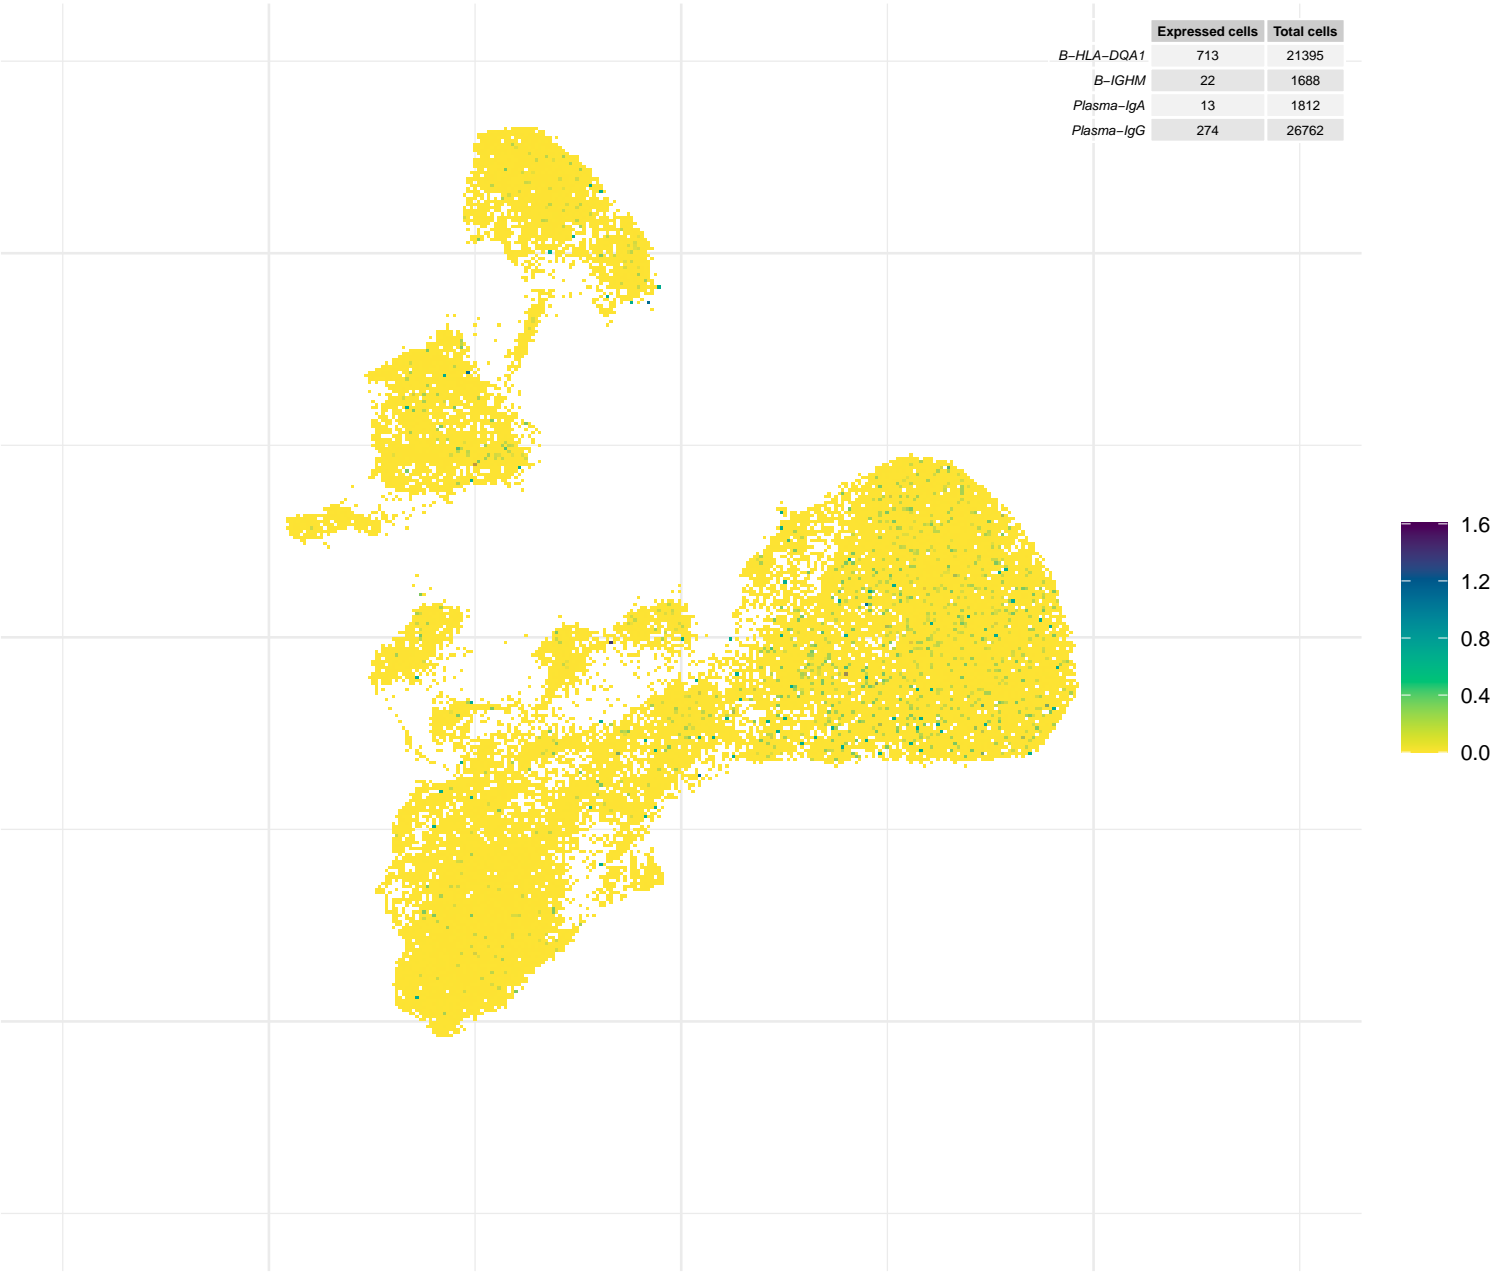 Expressed cells Total cells
B−HLA−DQA1 713 21395
B−IGHM 22 1688
Plasma−IgA 13 1812
Plasma−IgG 274 26762
1.6
1.2
0.8
0.4
0.0